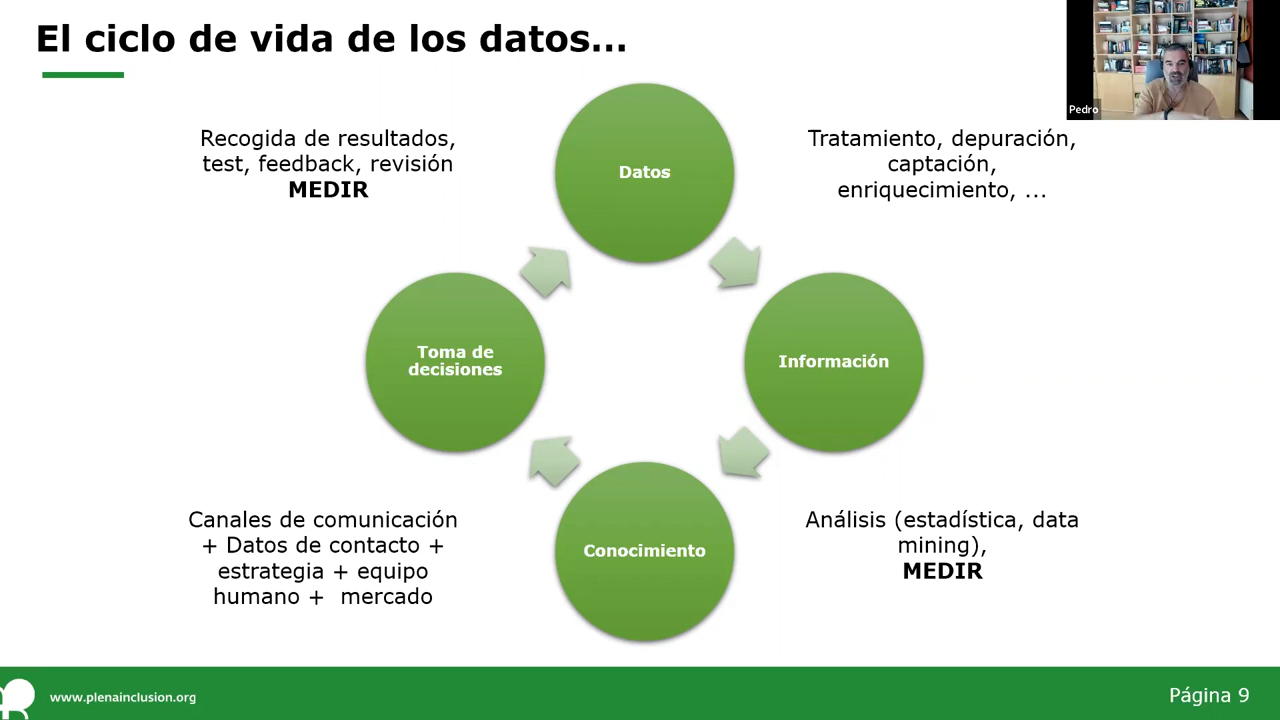 El ciclo de vida de los datos...
Pedro
Recogida de resultados,
test, feedback, revisión
MEDIR
Datos
Tratamiento, depuración,
captación,
enriquecimiento, ...
Toma de
decisiones
Información
Canales de comunicación
+ Datos de contacto +
estrategia + equipo
humano + mercado
Conocimiento
Análisis (estadística, data
mining),
MEDIR
www.plenainclusion.org
Página 9